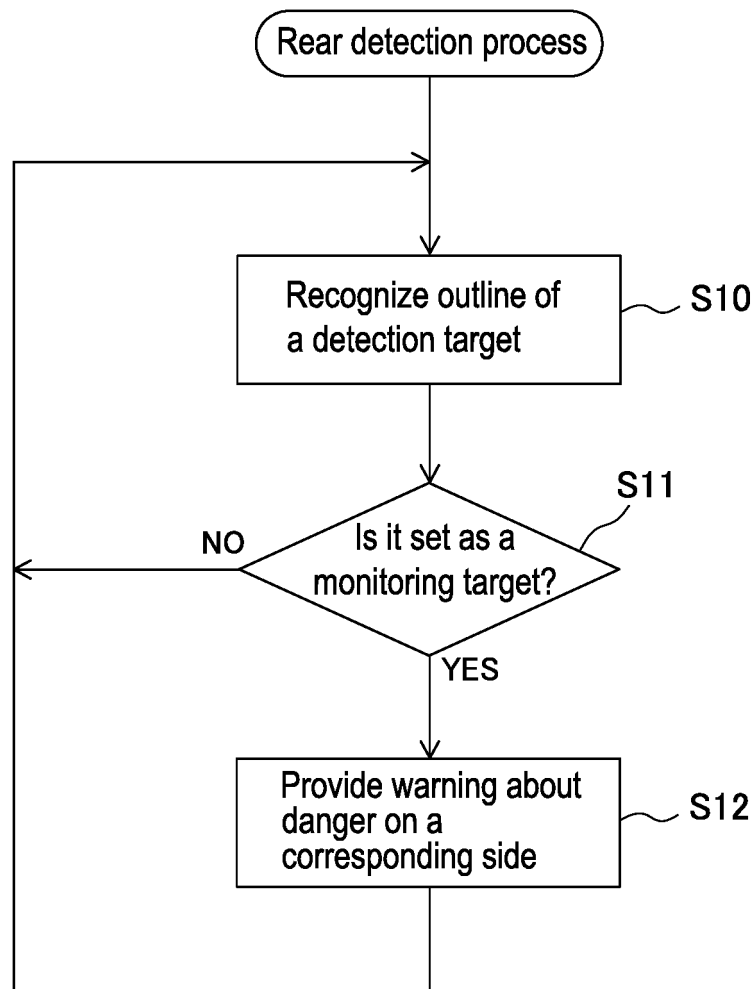 Rear detection process
Recognize outline of
a detection target
S10
S11
Is it set as a
monitoring target?
NO
YES
Provide warning about
danger on a
corresponding side
S12